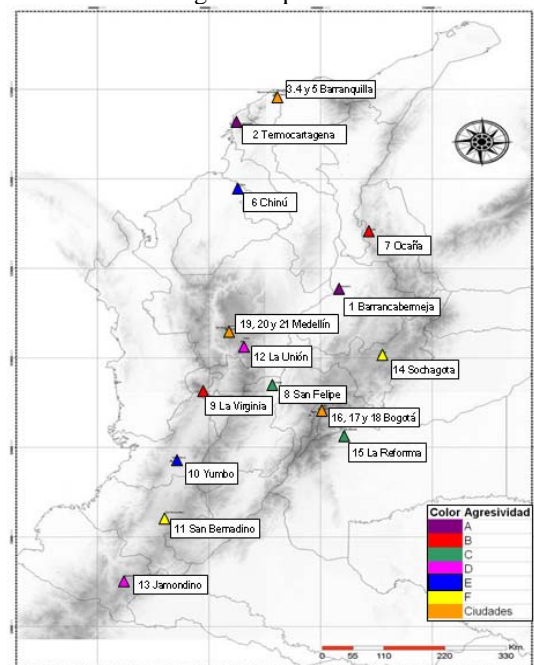 3,4 y 5 Barranquilla
2 Termocartagena
6 Chinú
7 Ocaña
1 Barrancabermeja
19, 20 y 21 Medellín
12 La Unión
14 Sochagota
8 San Felipe
9 La Virginia
16, 17 y 18 Bogotá
15 La Reforma
10 Yumbo
11 San Bernadino
13 Jamondino
Color Agresividad
A
B
C
D
E
F
Ciudades
Km.
0 55 110 220 330